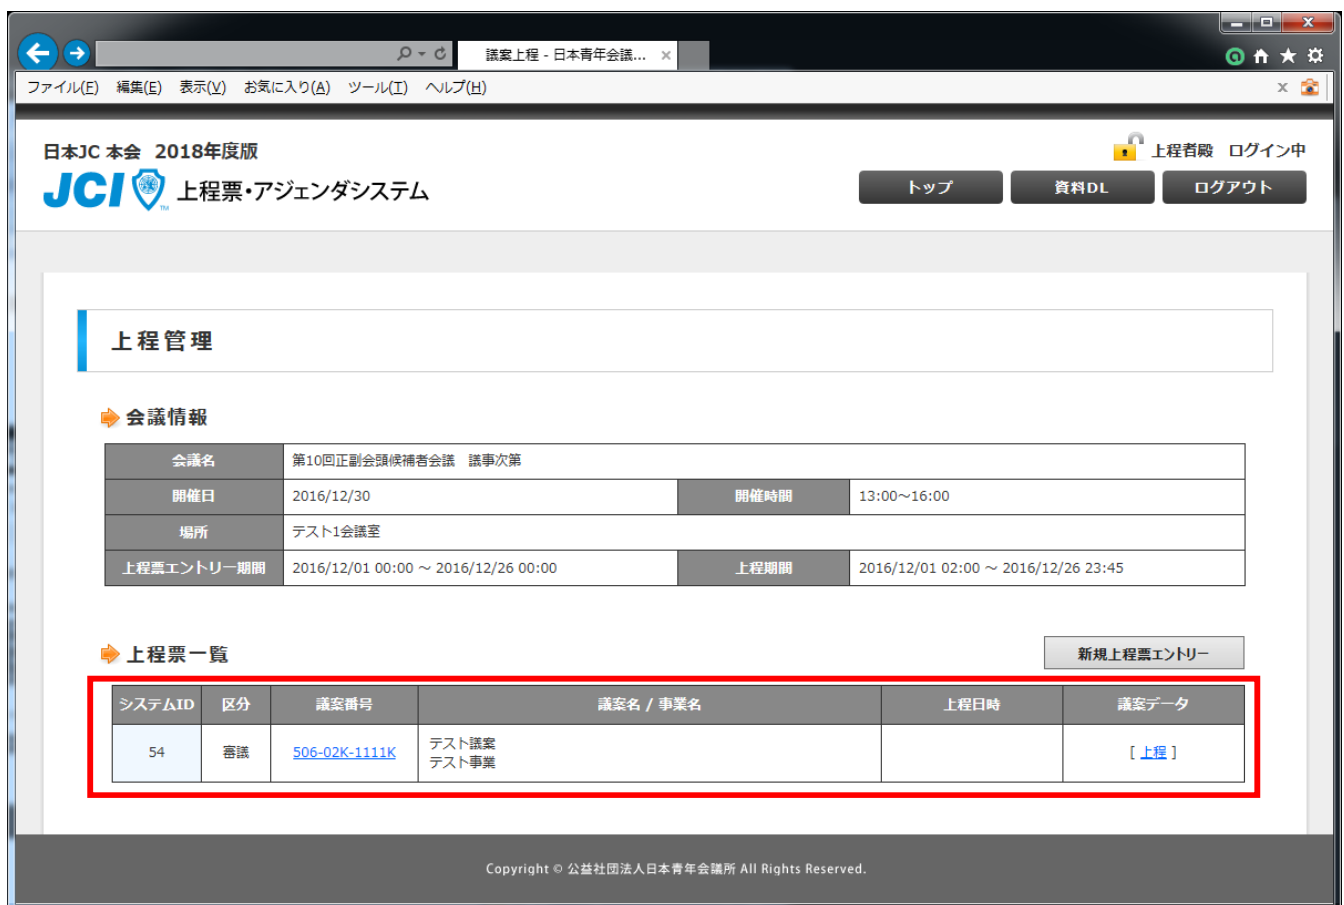 議案上程 - 日本青年会議... ×
ファイル(F) 編集(E) 表示(V) お気に入り(A) ツール(T) ヘルプ(H)
x
日本JC 本会 2018年度版
上程者殿 ログイン中
JCI 上程票・アジェンダシステム
TM
トップ
資料DL
ログアウト
上程管理
会議情報
会議名 第10回正副会頭候補者会議 議事次第
開催日 2016/12/30 開催時間 13:00～16:00
場所 テスト1会議室
上程票エントリー期間 2016/12/01 00:00 ～ 2016/12/26 00:00 上程期間 2016/12/01 02:00 ～ 2016/12/26 23:45
上程票一覧
新規上程票エントリー
システムID 区分 議案番号 議案名 / 事業名 上程日時 議案データ
54 審議 506-02K-1111K テスト議案 [ 上程 ]
テスト事業
Copyright © 公益社団法人日本青年会議所 All Rights Reserved.